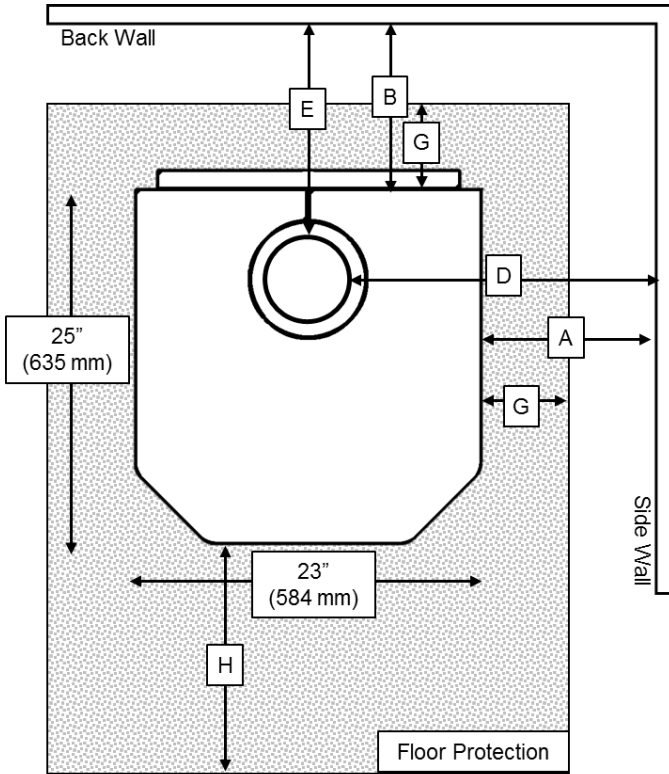 Back Wall
E
B
G
D
25”
(635 mm)
A
G
Side Wall
23”
(584 mm)
H
Floor Protection